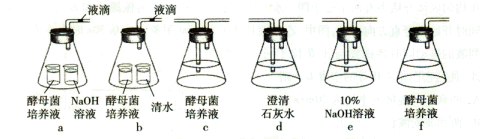 液滴 液滴
酵母菌 NaOH 酵母菌 清水 酵母菌 澄清 10% 酵母菌
培养液 溶液 培养液 培养液 石灰水 NaOH溶液 培养液
a b c d e f